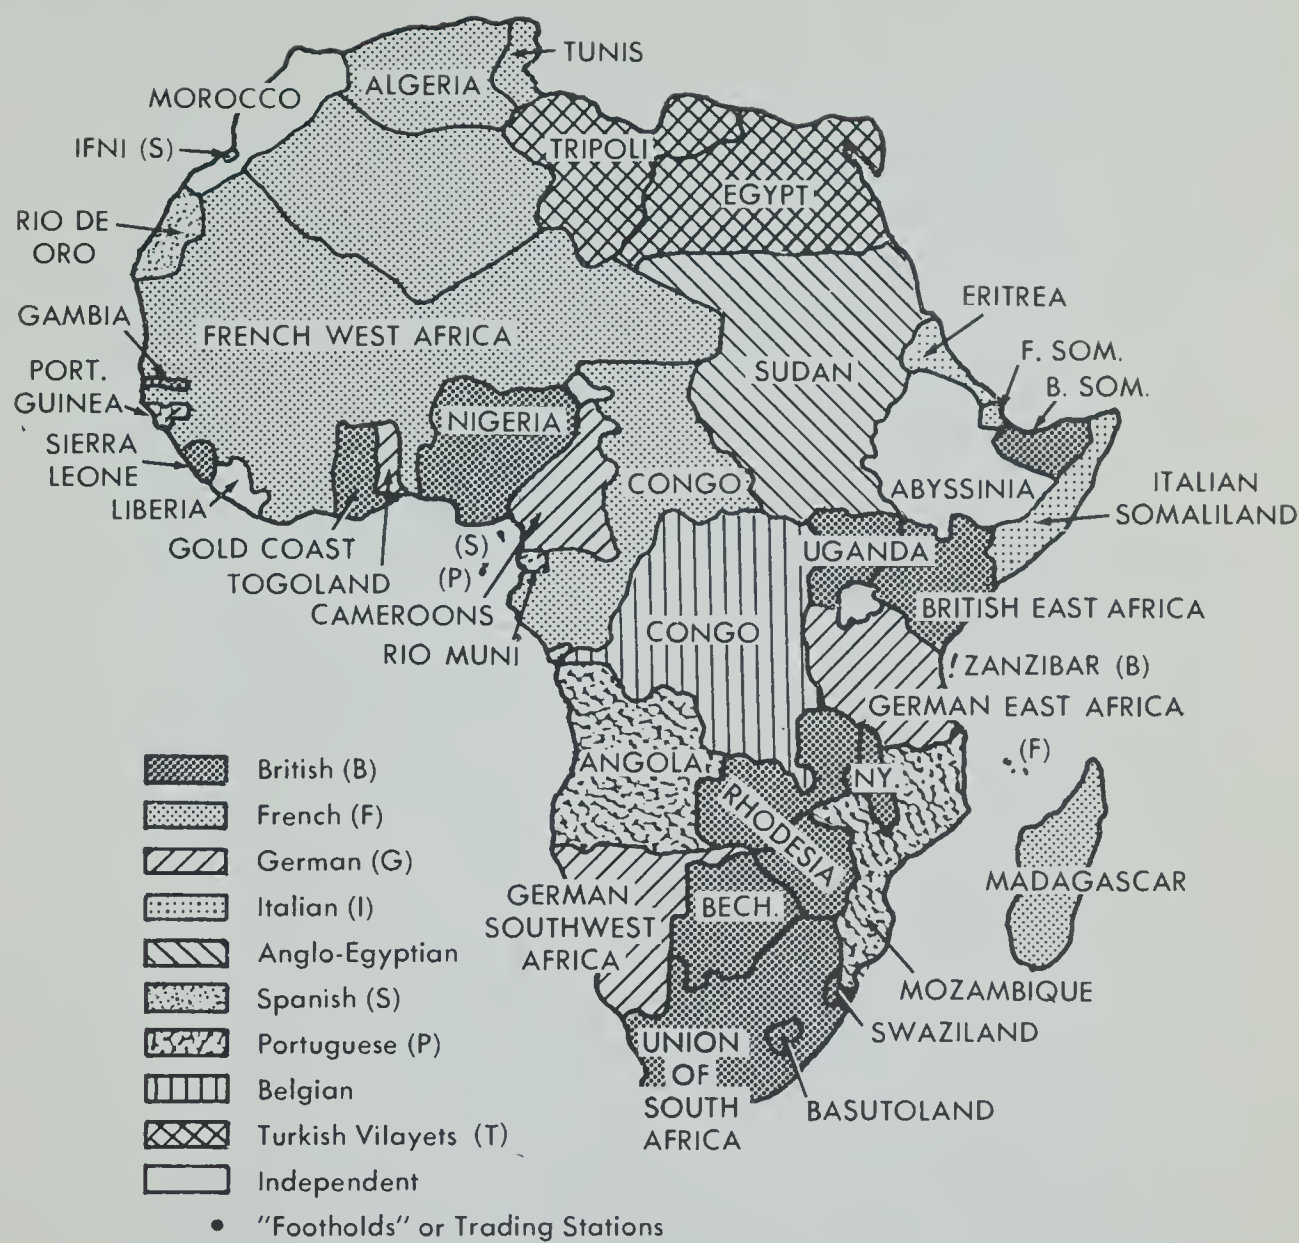 TUNIS
ALGERIA
MOROCCO
IFNI (S)
TRIPOLI
EGYPT
RIO DE
ORO
ERITREA
GAMBIA
FRENCH WEST AFRICA
F. SOM.
SUDAN
B. SOM.
PORT.
GUINEA
NIGERIA
SIERRA
LEONE
CONGO
ABYSSINIA
ITALIAN
SOMALILAND
LIBERIA
GOLD COAST
(S)
UGANDA
TOGOLAND
(P)
CAMEROONS
BRITISH EAST AFRICA
CONGO
RIO MUNI
ZANZIBAR (B)
GERMAN EAST AFRICA
(F)
ANGOLA
NY.
RHODESIA
MADAGASCAR
GERMAN
SOUTHWEST
AFRICA
BECH.
MOZAMBIQUE
SWAZILAND
UNION
OF
SOUTH
AFRICA
BASUTOLAND
British (B)
French (F)
German (G)
Italian (I)
Anglo-Egyptian
Spanish (S)
Portuguese (P)
Belgian
Turkish Vilayets (T)
Independent
• "Footholds" or Trading Stations